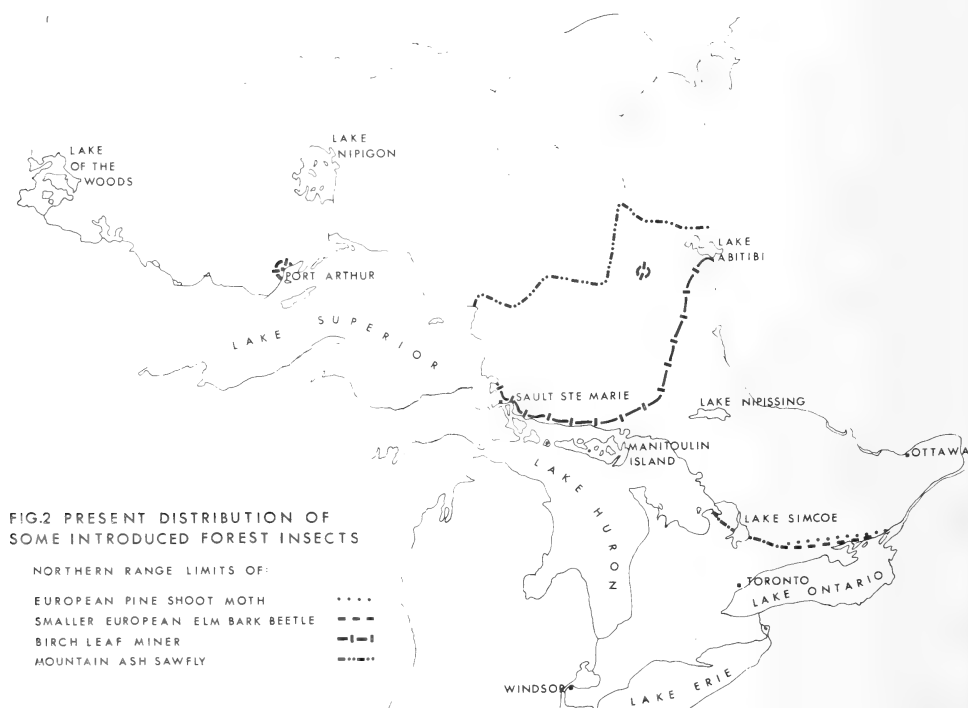 LAKE
OF THE
WOODS
LAKE
NIPIGON
PORT ARTHUR
LAKE SUPERIOR
LAKE
ABITIBI
SAULT STE MARIE
LAKE NIPISSING
MANITOULIN
ISLAND
OTTAWA
LAKE HURON
LAKE SIMCOE
TORONTO
LAKE ONTARIO
WINDSOR
LAKE ERIE
FIG.2 PRESENT DISTRIBUTION OF
SOME INTRODUCED FOREST INSECTS
NORTHERN RANGE LIMITS OF:
EUROPEAN PINE SHOOT MOTH
SMALLER EUROPEAN ELM BARK BEETLE
BIRCH LEAF MINER
MOUNTAIN ASH SAWFLY